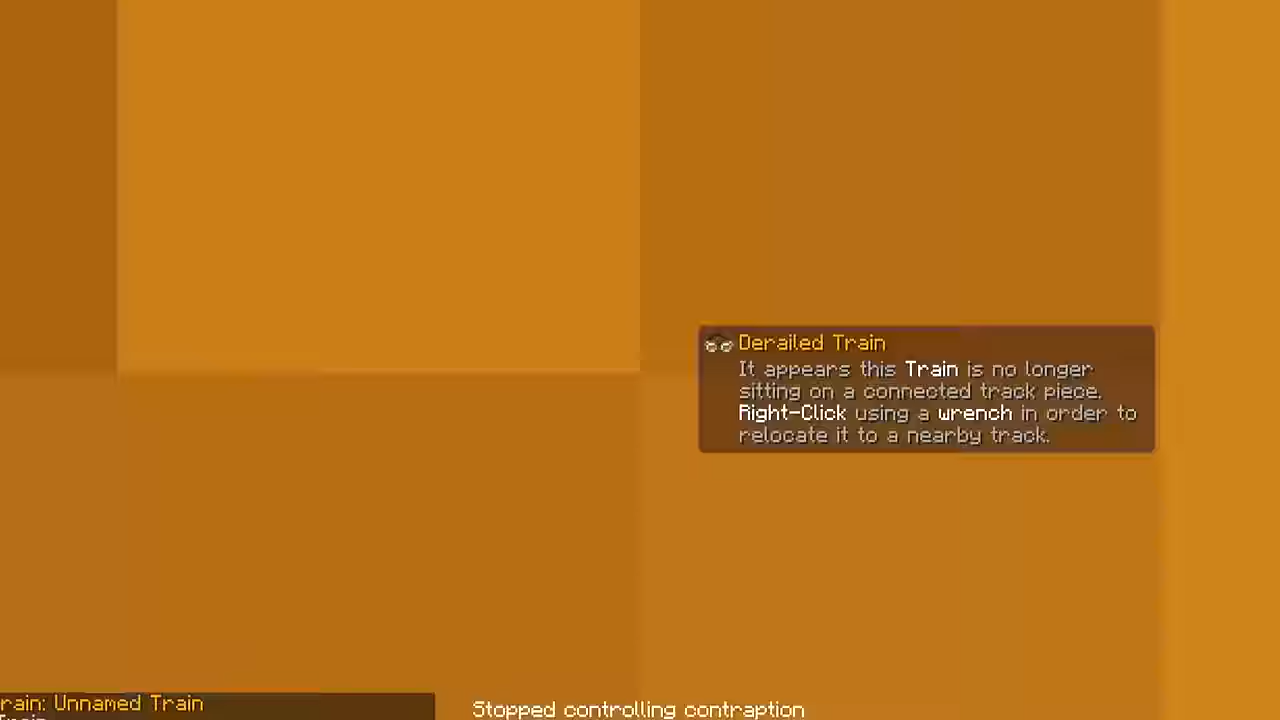 Derailed Train
It appears this Train is no longer
sitting on a connected track piece.
Right-Click using a wrench in order to
relocate it to a nearby track.
rain: Unnamed Train
Stopped controlling contraption